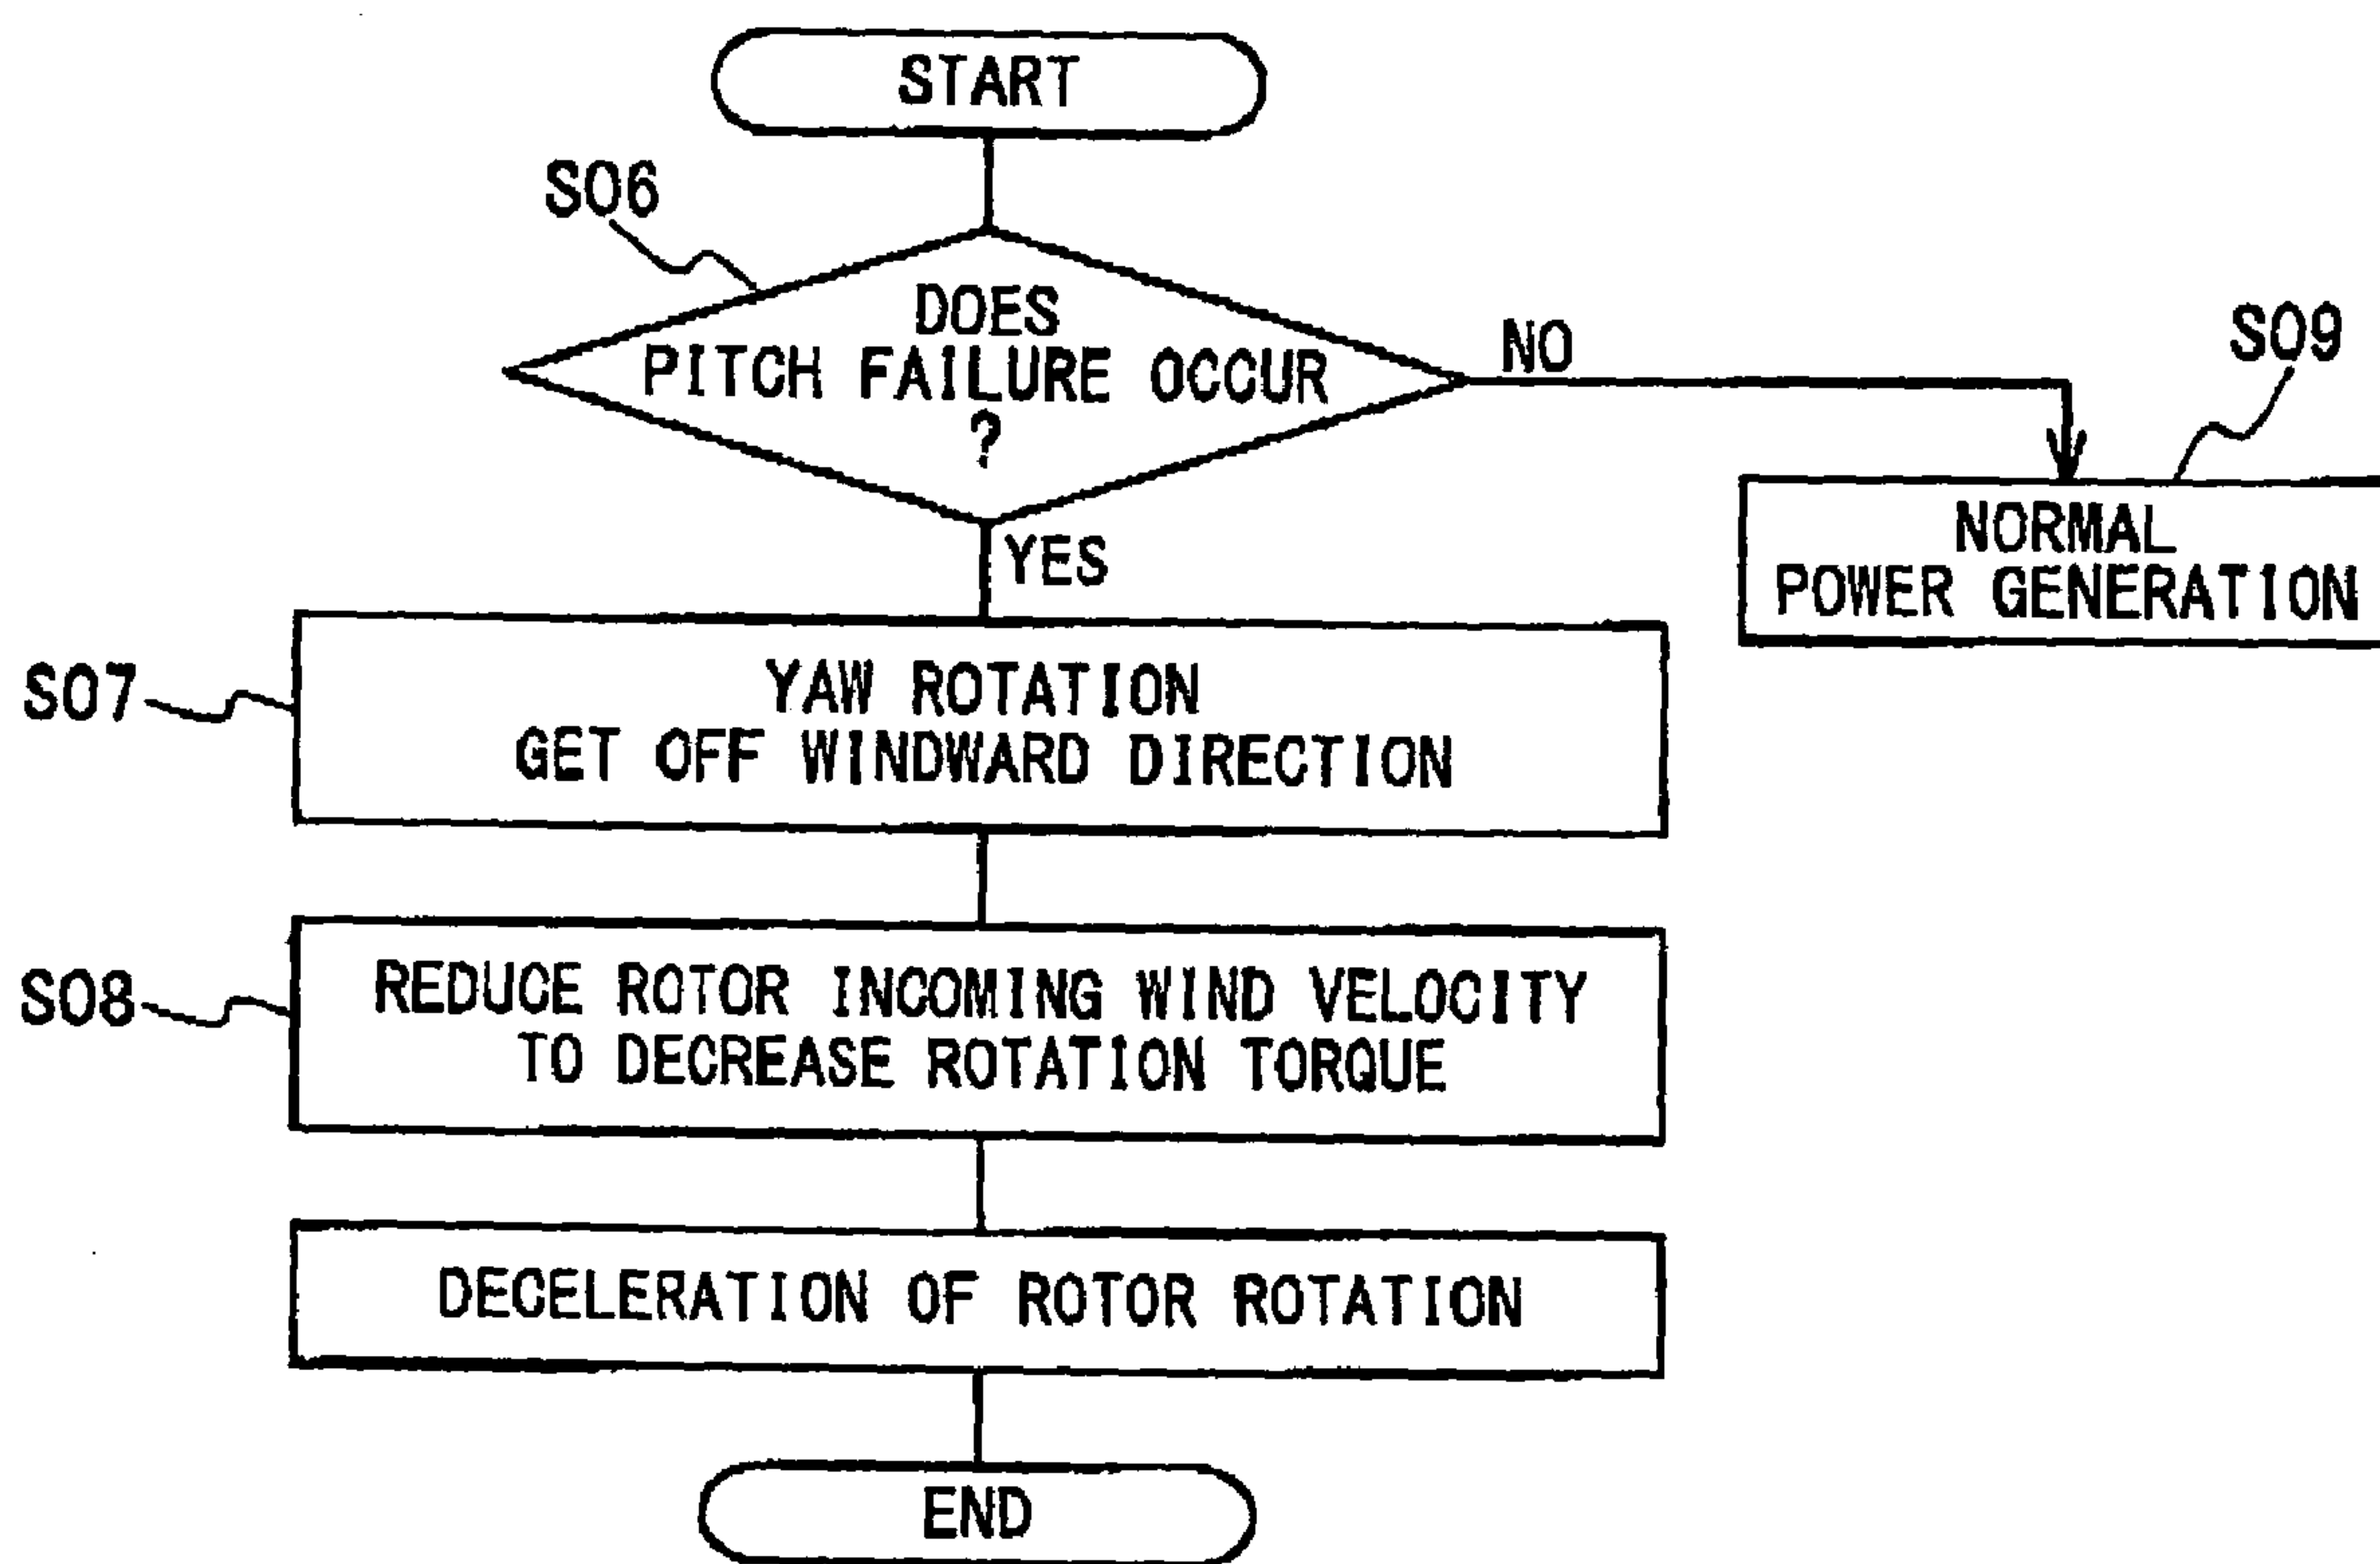 START
S06
DOES
PITCH FAILURE OCCUR
?
NO
S09
NORMAL
POWER GENERATION
YES
S07
YAW ROTATION
GET OFF WINDWARD DIRECTION
S08
REDUCE ROTOR INCOMING WIND VELOCITY
TO DECREASE ROTATION TORQUE
DECELERATION OF ROTOR ROTATION
END